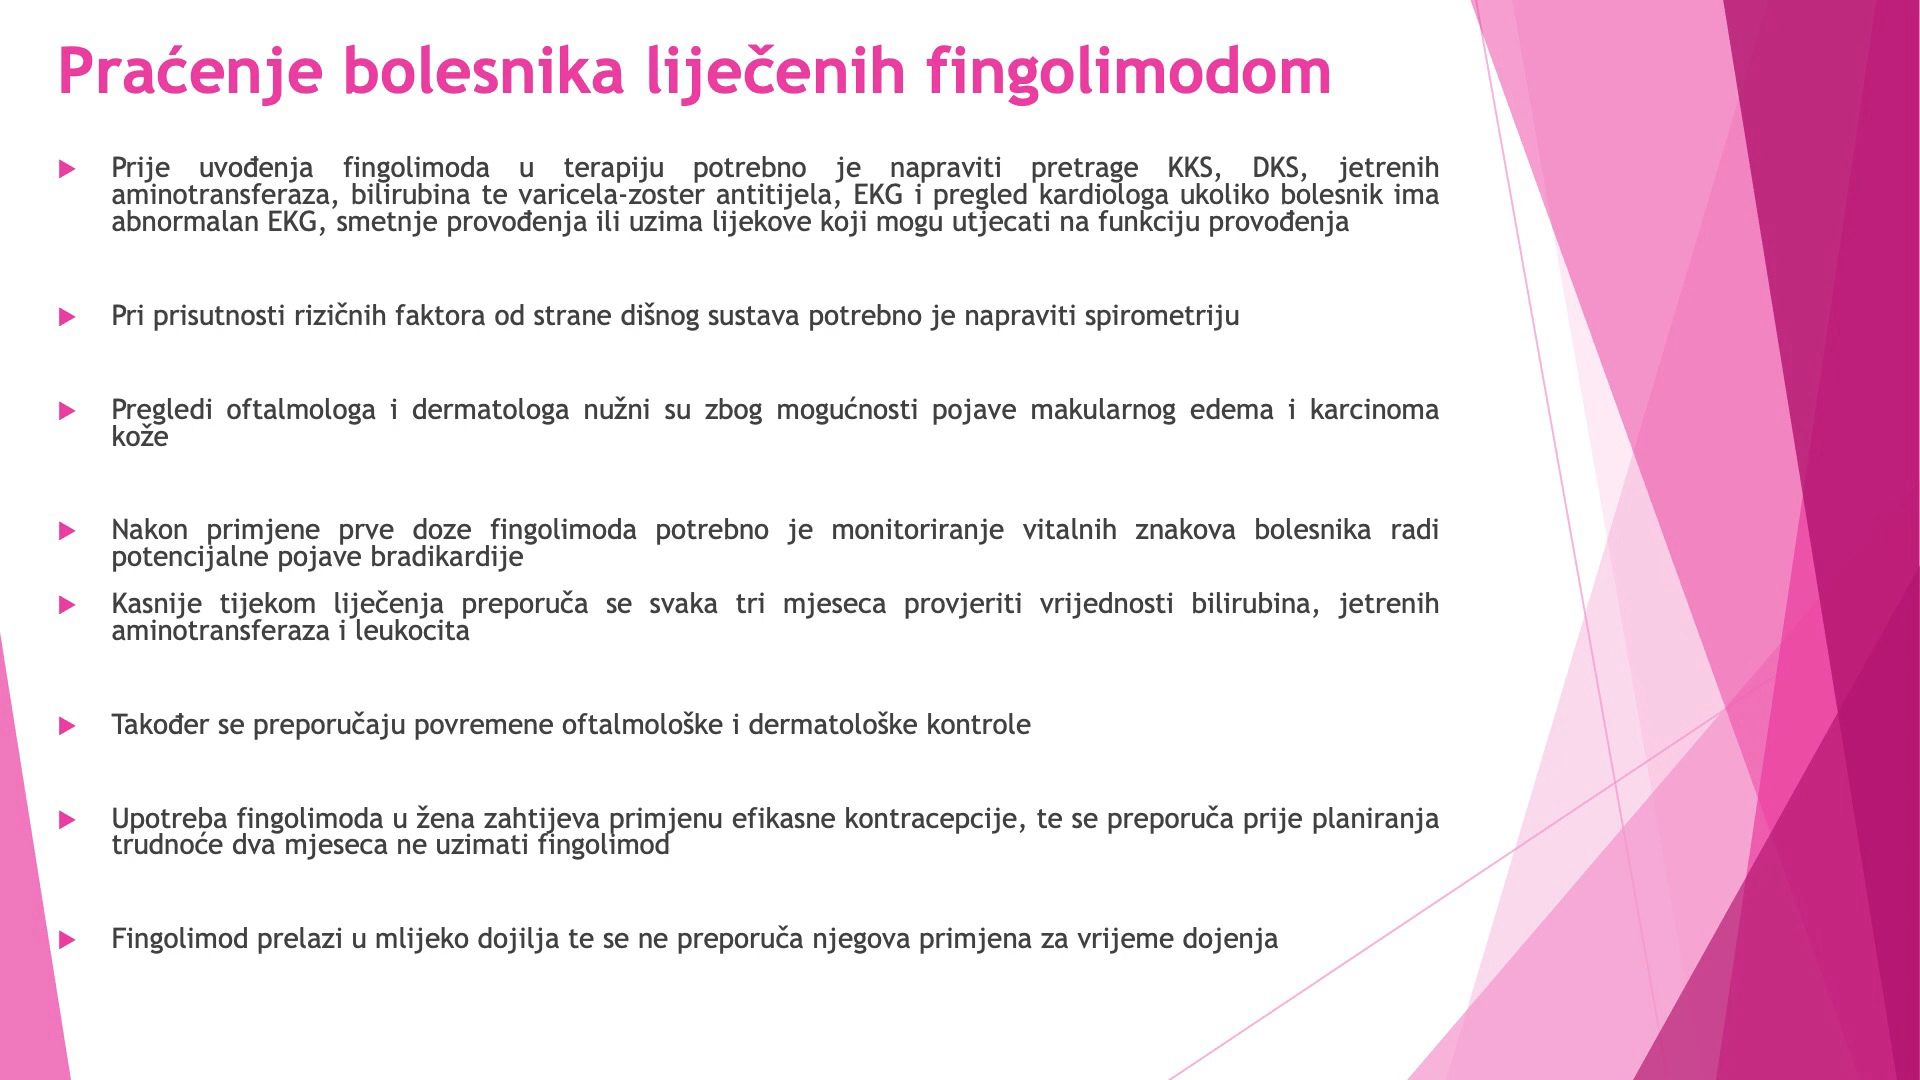 Praćenje bolesnika liječenih fingolimodom
Prije uvođenja fingolimoda u terapiju potrebno je napraviti pretrage KKS, DKS, jetrenih
aminotransferaza, bilirubina te varicela-zoster antitijela, EKG i pregled kardiologa ukoliko bolesnik ima
abnormalan EKG, smetnje provođenja ili uzima lijekove koji mogu utjecati na funkciju provođenja
Pri prisutnosti rizičnih faktora od strane dišnog sustava potrebno je napraviti spirometriju
Pregledi oftalmologa i dermatologa nužni su zbog mogućnosti pojave makularnog edema i karcinoma
kože
Nakon primjene prve doze fingolimoda potrebno je monitoriranje vitalnih znakova bolesnika radi
potencijalne pojave bradikardije
Kasnije tijekom liječenja preporuča se svaka tri mjeseca provjeriti vrijednosti bilirubina, jetrenih
aminotransferaza i leukocita
Također se preporučaju povremene oftalmološke i dermatološke kontrole
Upotreba fingolimoda u žena zahtijeva primjenu efikasne kontracepcije, te se preporuča prije planiranja
trudnoće dva mjeseca ne uzimati fingolimod
Fingolimod prelazi u mlijeko dojilja te se ne preporuča njegova primjena za vrijeme dojenja